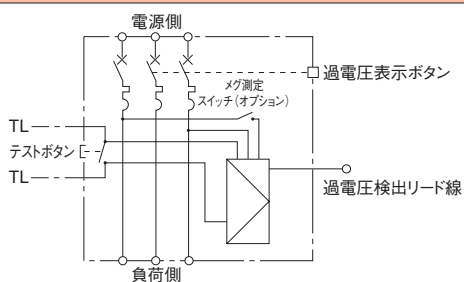 電源側
過電圧表示ボタン
メグ測定
スイッチ（オプション）
TL
テストボタン
TL
過電圧検出リード線
負荷側